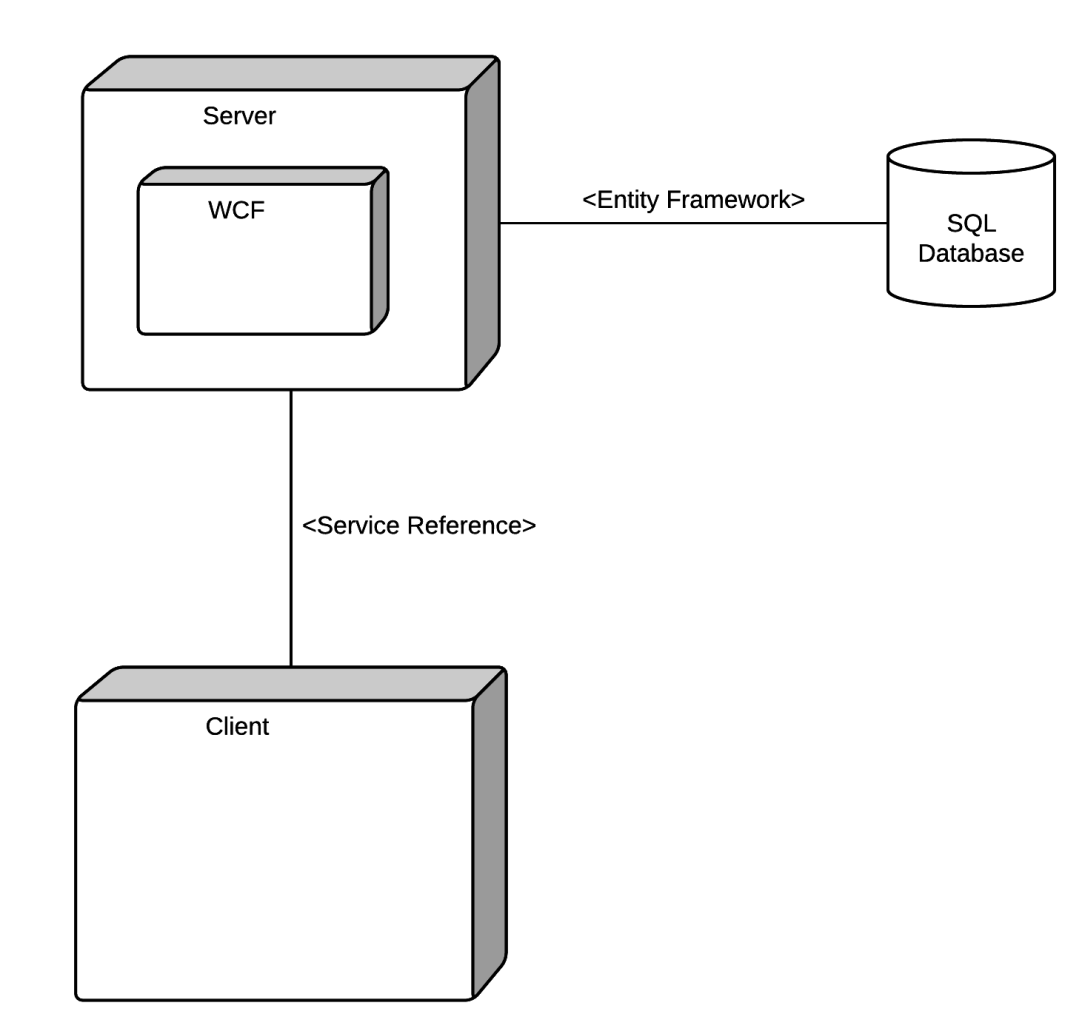 Server
WCF
<Entity Framework>
SQL
Database
<Service Reference>
Client